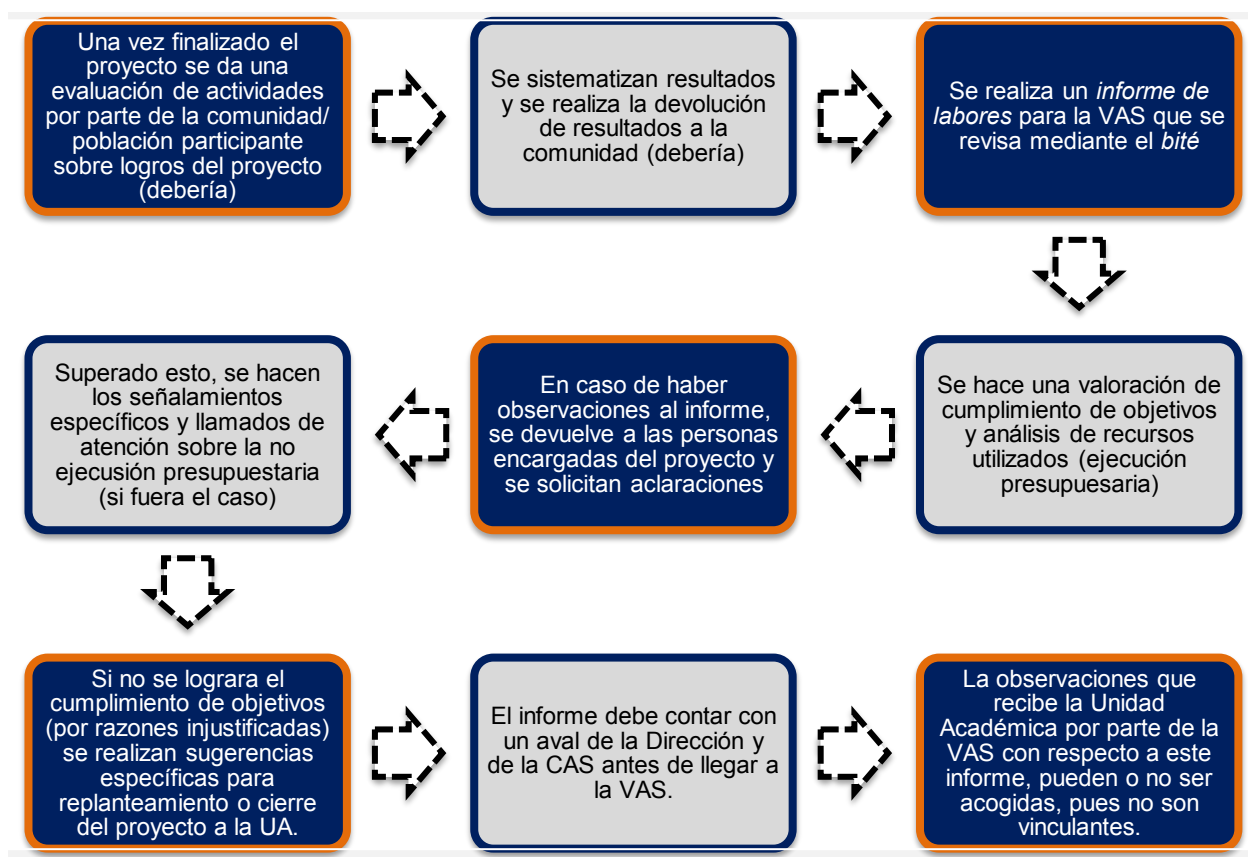 Una vez finalizado el
proyecto se da una
evaluación de actividades
por parte de la comunidad/
población participante
sobre logros del proyecto
(debería)
Se sistematizan resultados
y se realiza la devolución
de resultados a la
comunidad (debería)
Se realiza un informe de
labores para la VAS que se
revisa mediante el bité
Se hace una valoración de
cumplimiento de objetivos
y análisis de recursos
utilizados (ejecución
presupuesaria)
En caso de haber
observaciones al informe,
se devuelve a las personas
encargadas del proyecto y
se solicitan aclaraciones
Superado esto, se hacen
los señalamientos
específicos y llamados de
atención sobre la no
ejecución presupuestaria
(si fuera el caso)
Si no se lograra el
cumplimiento de objetivos
(por razones injustificadas)
se realizan sugerencias
específicas para
replanteamiento o cierre
del proyecto a la UA.
El informe debe contar con
un aval de la Dirección y
de la CAS antes de llegar a
la VAS.
La observaciones que
recibe la Unidad
Académica por parte de la
VAS con respecto a este
informe, pueden o no ser
acogidas, pues no son
vinculantes.